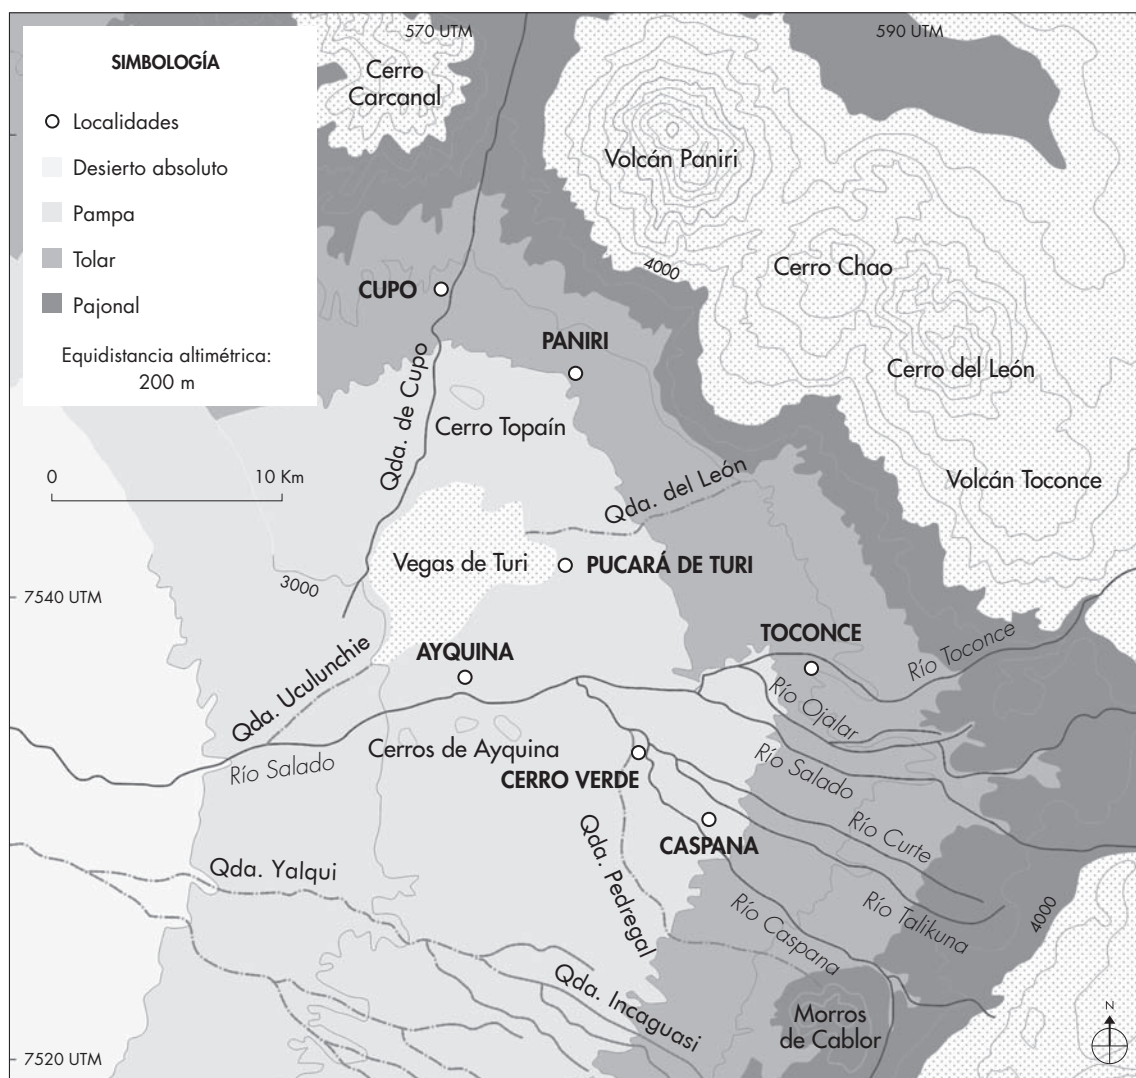 570 UTM
590 UTM
SIMBOLOGÍA
Localidades
Desierto absoluto
Pampa
Tolar
Pajonal
Equidistancia altimétrica:
200 m
Cerro
Carcanal
Volcán Paniri
4000
Cerro Chao
CUPO
PANIRI
Cerro del León
Qda. de Cupo
Cerro Topaín
0
10 Km
Qda. del León
Volcán Toconce
Vegas de Turi
PUCARÁ DE TURI
3000
7540 UTM
AYQUINA
TOCONCE
Río Toconce
Qda. Uculunchie
Río Ojalar
Río Salado
Cerros de Ayquina
CERRO VERDE
Río Salado
Qda. Pedregal
CASPANA
Río Curte
Qda. Yalqui
Río Caspana
Río Talikuna
4000
Qda. Incaguasi
Morros
de Cablor
N
7520 UTM